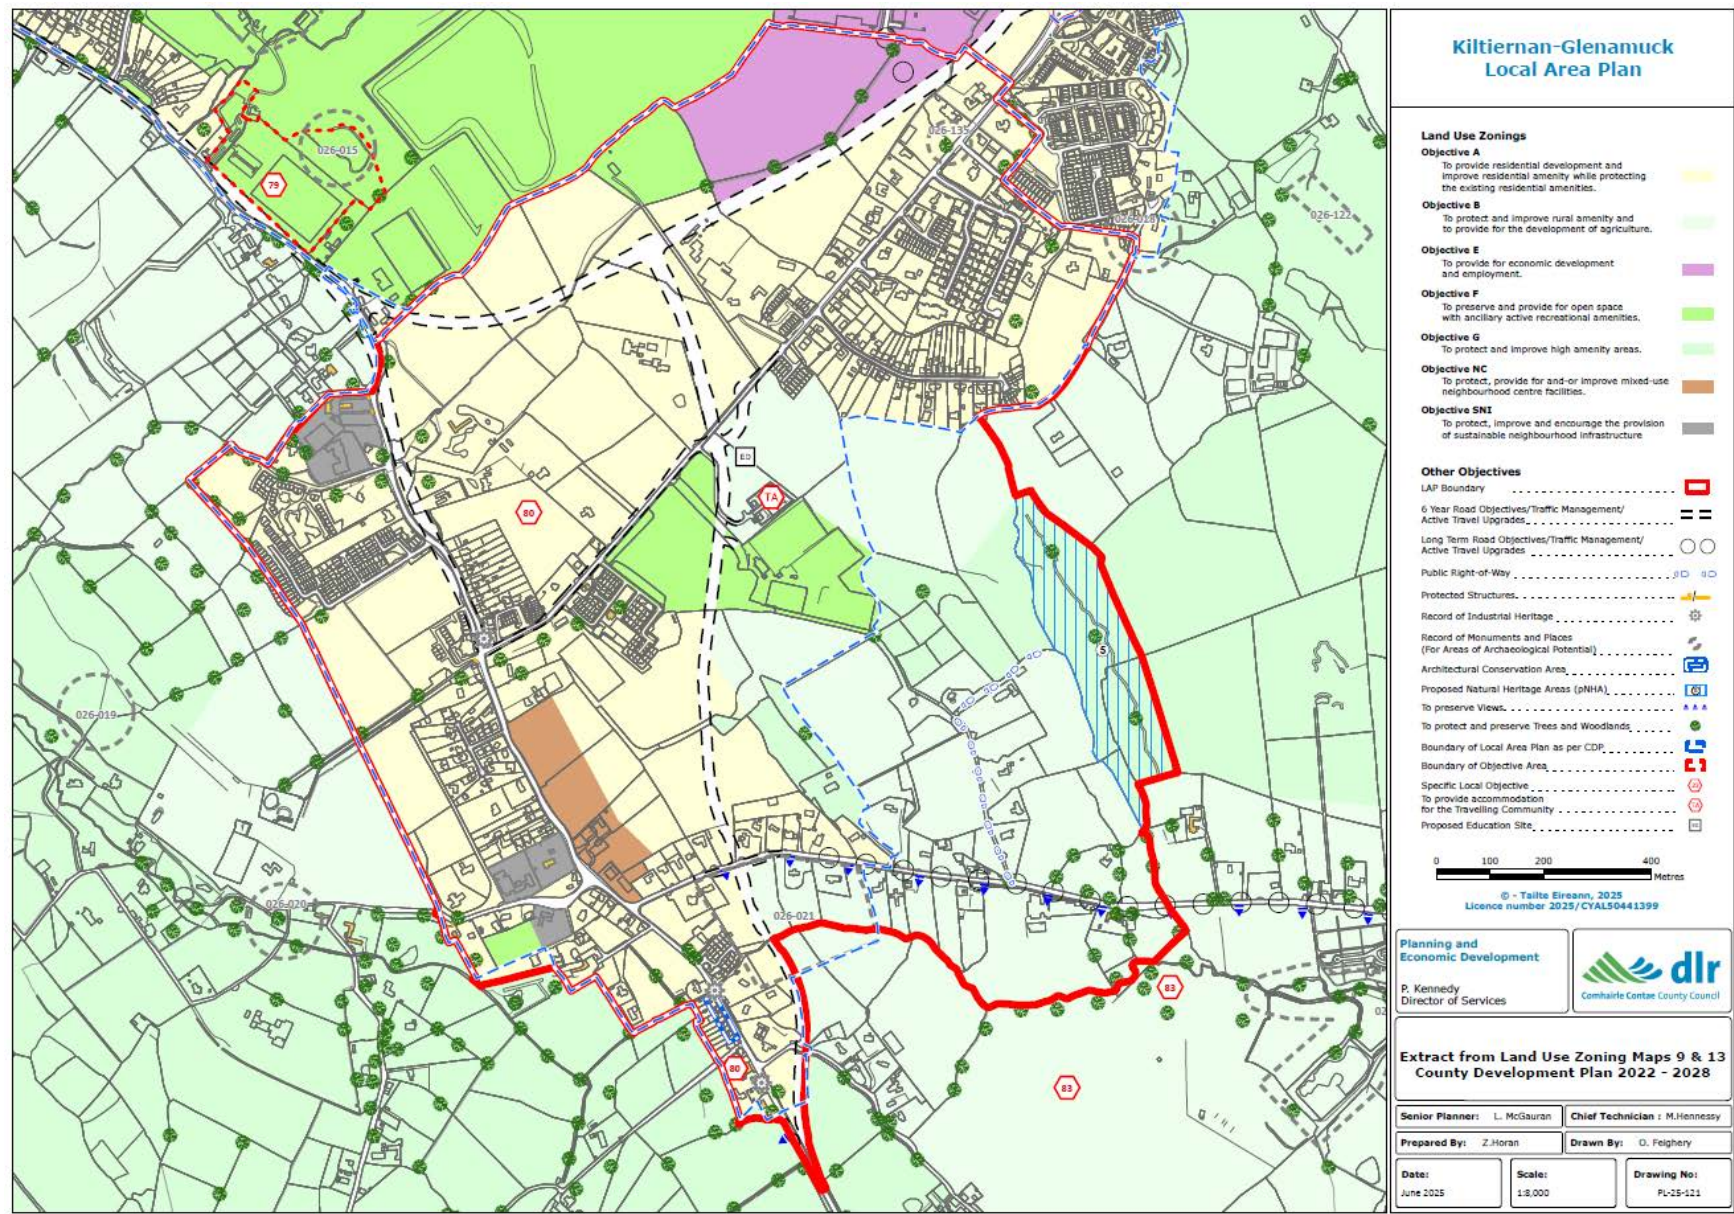 026-015
79
026-135
026-018
026-122
ED
TA
80
5
026-019
026-020
026-021
83
80
83
Kiltiernan-Glenamuck
Local Area Plan
Land Use Zonings
Objective A
To provide residential development and
improve residential amenity while protecting
the existing residential amenities.
Objective B
To protect and improve rural amenity and
to provide for the development of agriculture.
Objective E
To provide for economic development
and employment.
Objective F
To preserve and provide for open space
with ancillary active recreational amenities.
Objective G
To protect and improve high amenity areas.
Objective NC
To protect, provide for and-or improve mixed-use
neighbourhood centre facilities.
Objective SNI
To protect, improve and encourage the provision
of sustainable neighbourhood infrastructure
Other Objectives
LAP Boundary
6 Year Road Objectives/Traffic Management/
Active Travel Upgrades
Long Term Road Objectives/Traffic Management/
Active Travel Upgrades
Public Right-of-Way
Protected Structures
Record of Industrial Heritage
Record of Monuments and Places
(For Areas of Archaeological Potential)
Architectural Conservation Area
Proposed Natural Heritage Areas (pNHA)
To preserve Views
To protect and preserve Trees and Woodlands
Boundary of Local Area Plan as per CDP
Boundary of Objective Area
Specific Local Objective
To provide accommodation
for the Travelling Community
TA
Proposed Education Site
0 100 200 400
Metres
© - Tailte Eireann, 2025
Licence number 2025/CYAL50441399
Planning and
Economic Development
P. Kennedy
Director of Services
dlr
Comhairle Contae County Council
Extract from Land Use Zoning Maps 9 & 13
County Development Plan 2022 - 2028
Senior Planner: L. McGauran
Chief Technician : M.Hennessy
Prepared By: Z.Horan
Drawn By: O. Feighery
Date:
June 2025
Scale:
1:8,000
Drawing No:
PL-25-121